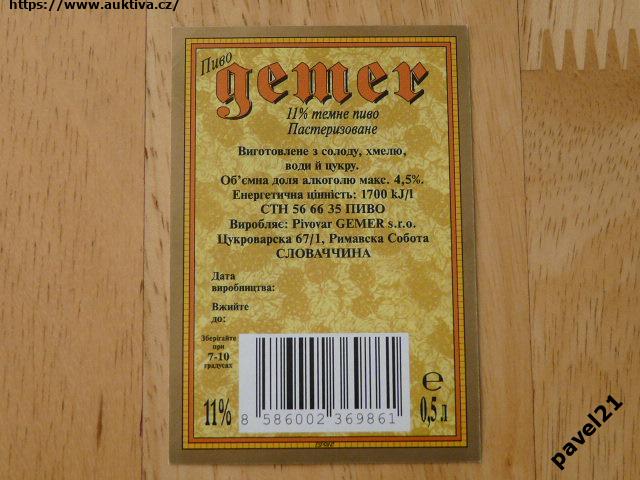 https://www.auktiva.cz/
Пиво
gemer
11% темне пиво
Пастеризоване
Виготовлене з солоду, хмелю,
води й цукру.
Об'ємна доля алкоголю макс. 4,5%.
Енергетична цінність: 1700 kJ/l
СТН 56 66 35 ПИВО
Виробляє: Pivovar GEMER s.r.o.
Цукроварска 67/1, Римавска Собота
СЛОВАЧЧИНА
Дата
виробництва:
Вжийте
до:
Зберігайте
при
7-10
градусах
11%
8 586002 369861
e
0,5 л
pavel21